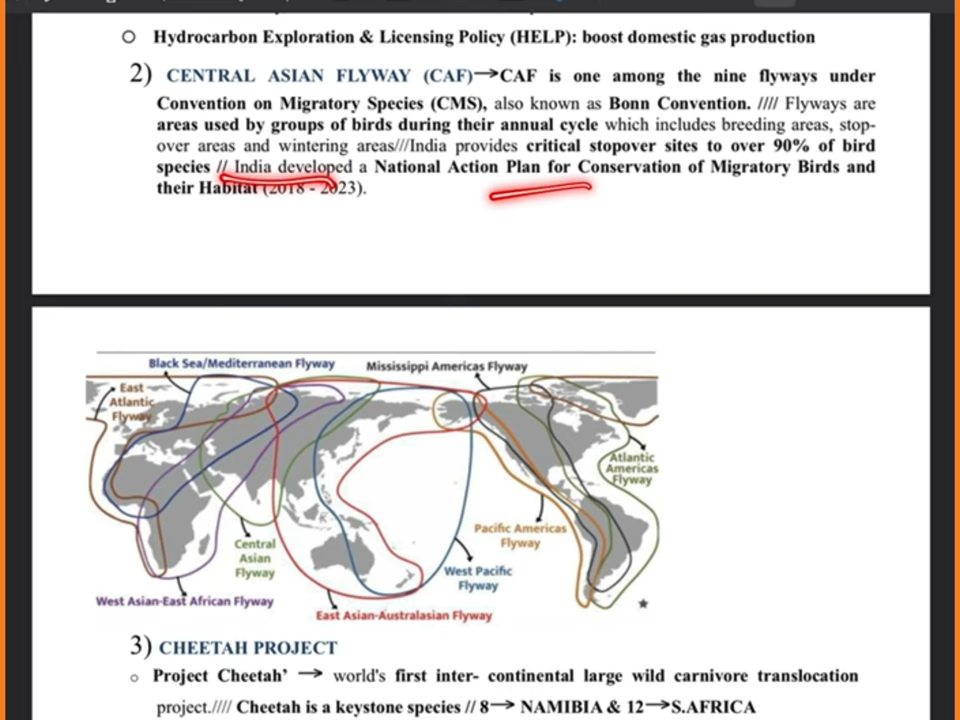 O Hydrocarbon Exploration & Licensing Policy (HELP): boost domestic gas production
2) CENTRAL ASIAN FLYWAY (CAF)→CAF is one among the nine flyways under
Convention on Migratory Species (CMS), also known as Bonn Convention. //// Flyways are
areas used by groups of birds during their annual cycle which includes breeding areas, stop-
over areas and wintering areas///India provides critical stopover sites to over 90% of bird
species // India developed a National Action Plan for Conservation of Migratory Birds and
their Habitat (2018 - 2023).
Black Sea/Mediterranean Flyway
Mississippi Americas Flyway
East
Atlantic
Flyway
Atlantic
Americas
Flyway
Pacific Americas
Flyway
Central
Asian
Flyway
West Pacific
Flyway
West Asian-East African Flyway
East Asian-Australasian Flyway
3) CHEETAH PROJECT
o Project Cheetah’ → world's first inter- continental large wild carnivore translocation
project.//// Cheetah is a keystone species // 8→ NAMIBIA & 12→S.AFRICA